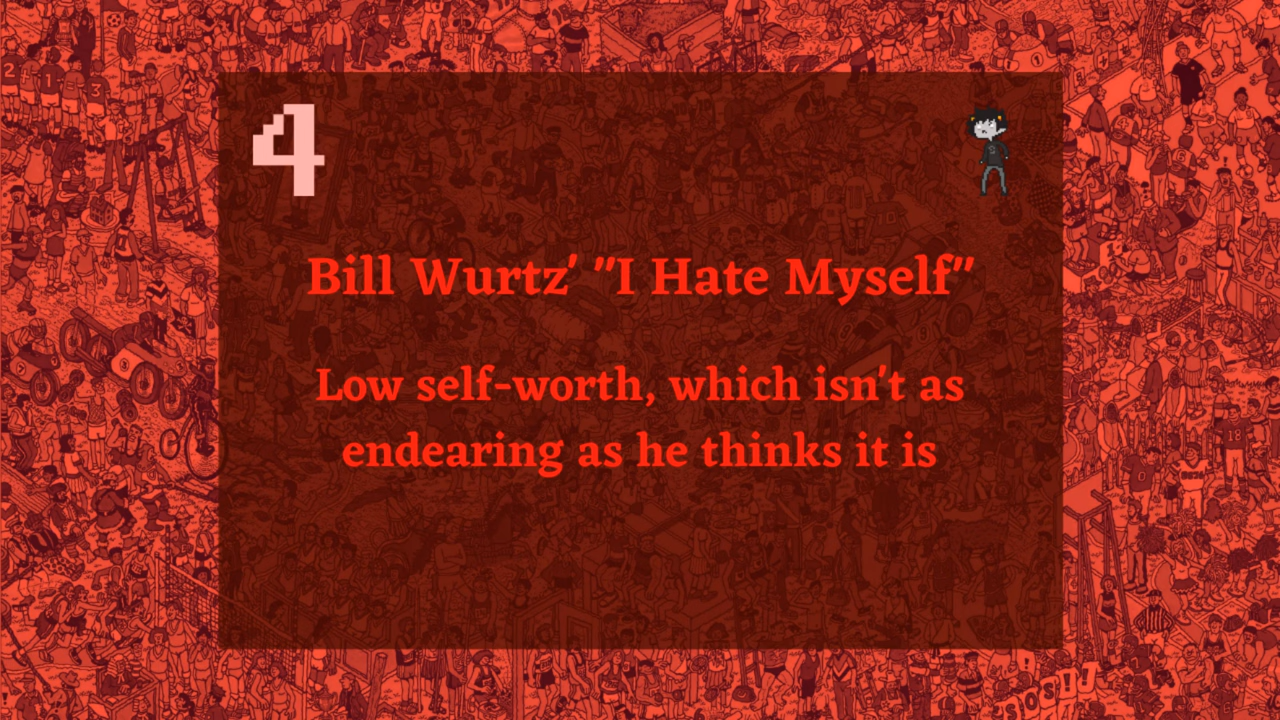 4
Bill Wurtz' "I Hate Myself"
Low self-worth, which isn't as
endearing as he thinks it is